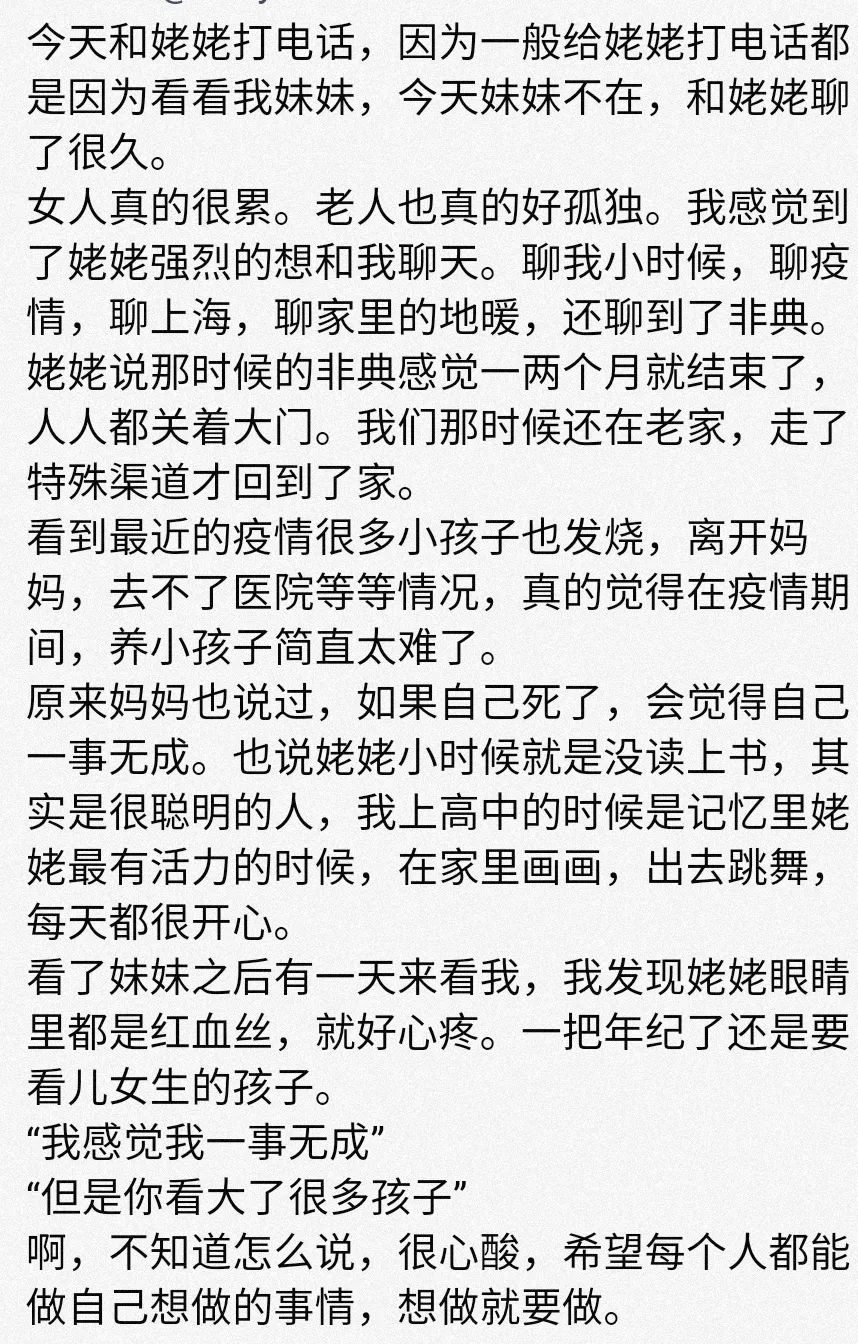 今天和姥姥打电话，因为一般给姥姥打电话都
是因为看看我妹妹，今天妹妹不在，和姥姥聊
了很久。
女人真的很累。老人也真的好孤独。我感觉到
了姥姥强烈的想和我聊天。聊我小时候，聊疫
情，聊上海，聊家里的地暖，还聊到了非典。
姥姥说那时候的非典感觉一两个月就结束了，
人人都关着大门。我们那时候还在老家，走了
特殊渠道才回到了家。
看到最近的疫情很多小孩子也发烧，离开妈
妈，去不了医院等等情况，真的觉得在疫情期
间，养小孩子简直太难了。
原来妈妈也说过，如果自己死了，会觉得自己
一事无成。也说姥姥小时候就是没读上书，其
实是很聪明的人，我上高中的时候是记忆里姥
姥最有活力的时候，在家里画画，出去跳舞，
每天都很开心。
看了妹妹之后有一天来看我，我发现姥姥眼睛
里都是红血丝，就好心疼。一把年纪了还是要
看儿女生的孩子。
“我感觉我一事无成”
“但是你看大了很多孩子”
啊，不知道怎么说，很心酸，希望每个人都能
做自己想做的事情，想做就要做。